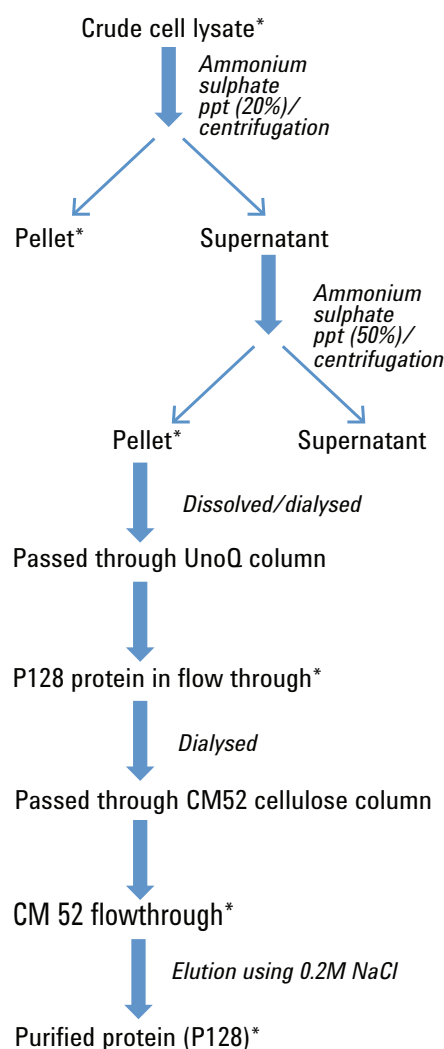 Crude cell lysate*
Ammonium
sulphate
ppt (20%)/
centrifugation
Pellet*
Supernatant
Ammonium
sulphate
ppt (50%)/
centrifugation
Pellet*
Supernatant
Dissolved/dialysed
Passed through UnoQ column
P128 protein in flow through*
Dialysed
Passed through CM52 cellulose column
CM 52 flowthrough*
Elution using 0.2M NaCl
Purified protein (P128)*